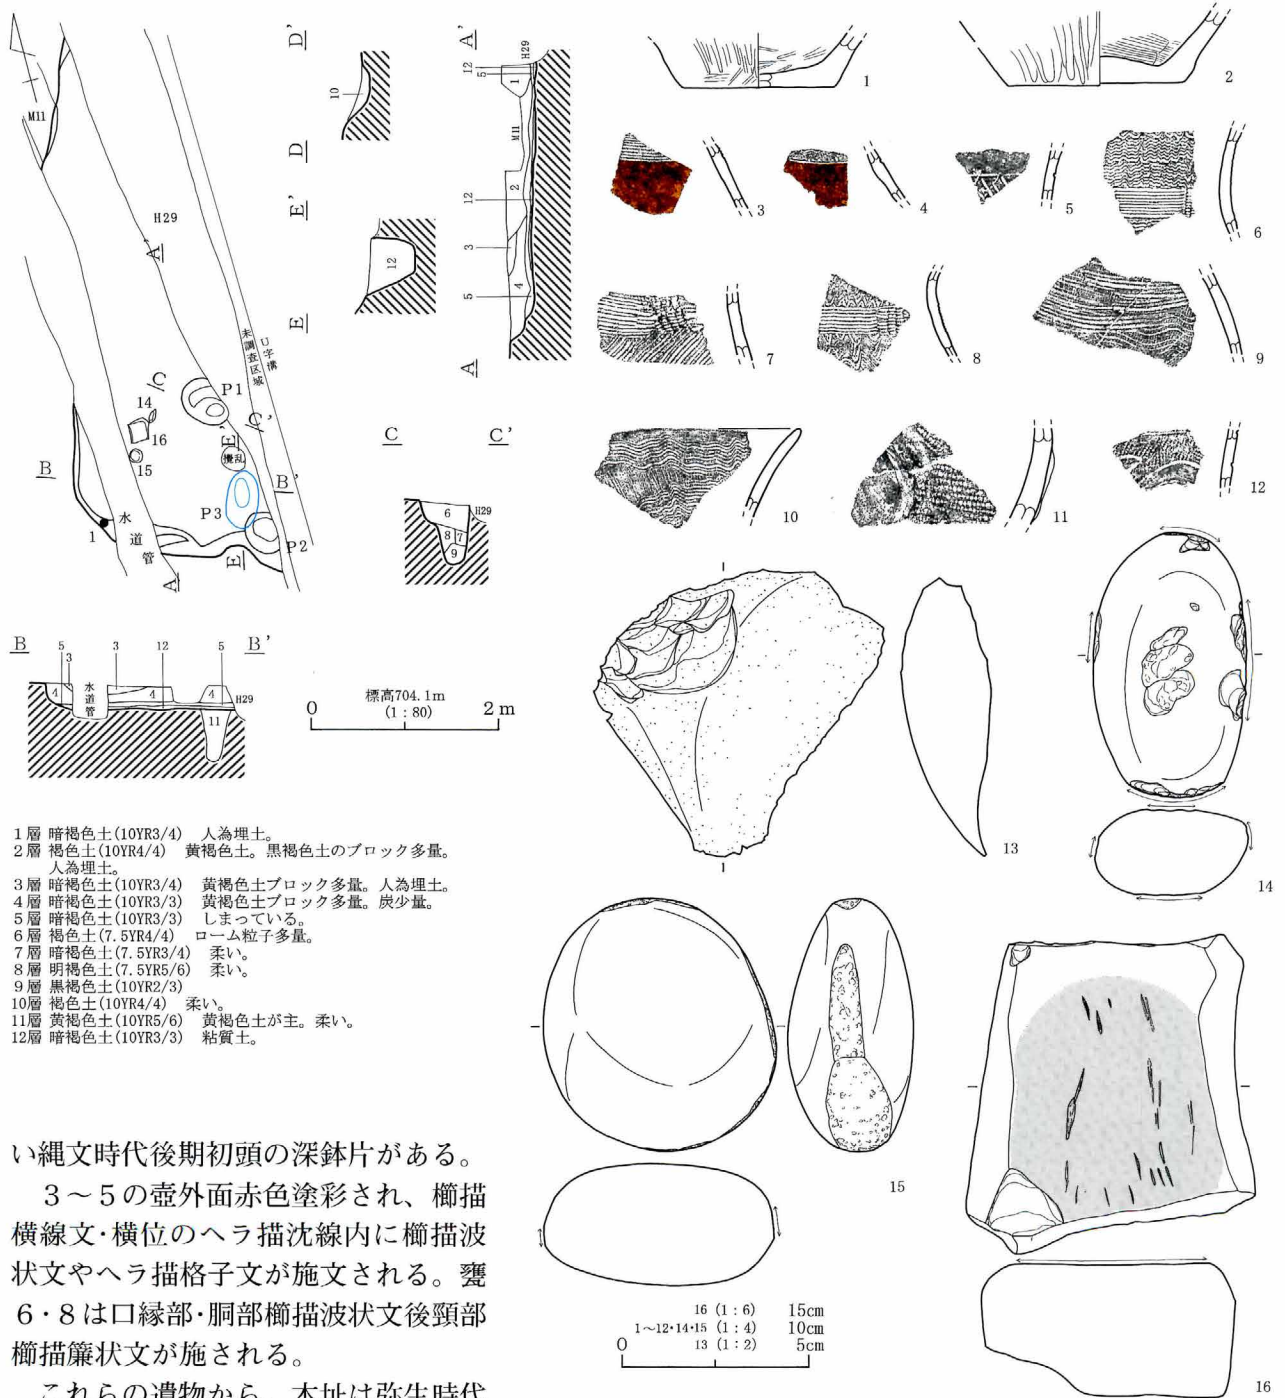 M11
H29
A'
未調査区域
U字溝
C
P1
C'
14
16
15
E'
攪乱
B
B'
P3
1
水道管
P2
E
A
D'
10
D
E'
12
E
A'
H29
12
5
1
M11
2
12
3
4
5
A
C
C'
6
H29
8
7
9
B
5
3
3
12
5
B'
4
水道管
4
4
H29
11
標高704.1m
(1:80)
0
2m
1層 暗褐色土(10YR3/4) 人為埋土。
2層 褐色土(10YR4/4) 黄褐色土。黒褐色土のブロック多量。
人為埋土。
3層 暗褐色土(10YR3/4) 黄褐色土ブロック多量。人為埋土。
4層 暗褐色土(10YR3/3) 黄褐色土ブロック多量。炭少量。
5層 暗褐色土(10YR3/3) しまっている。
6層 褐色土(7.5YR4/4) ローム粒子多量。
7層 暗褐色土(7.5YR3/4) 柔い。
8層 明褐色土(7.5YR5/6) 柔い。
9層 黒褐色土(10YR2/3)
10層 褐色土(10YR4/4) 柔い。
11層 黄褐色土(10YR5/6) 黄褐色土が主。柔い。
12層 暗褐色土(10YR3/3) 粘質土。
い縄文時代後期初頭の深鉢片がある。
3～5の壺外面赤色塗彩され、櫛描
横線文・横位のヘラ描沈線内に櫛描波
状文やヘラ描格子文が施文される。甕
6・8は口縁部・胴部櫛描波状文後頸部
櫛描簾状文が施される。
これらの遺物から、本址は弥生時代
1
2
3
4
5
6
7
8
9
10
11
12
13
14
15
16 (1:6) 15cm
1～12・14・15 (1:4) 10cm
0 13 (1:2) 5cm
16